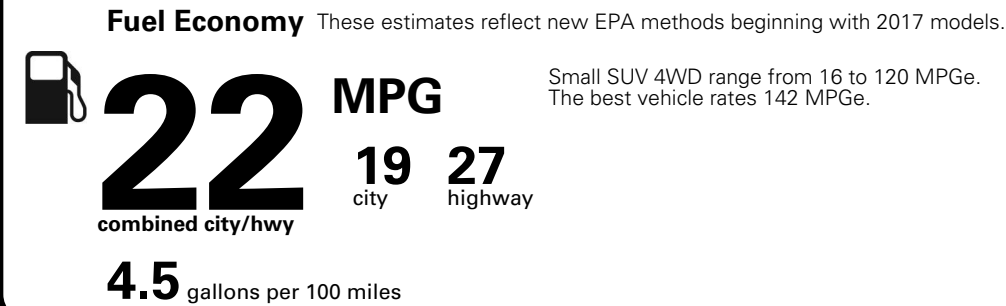 Fuel Economy These estimates reflect new EPA methods beginning with 2017 models.
22 MPG
Small SUV 4WD range from 16 to 120 MPGe.
The best vehicle rates 142 MPGe.
19 27
city highway
combined city/hwy
4.5 gallons per 100 miles